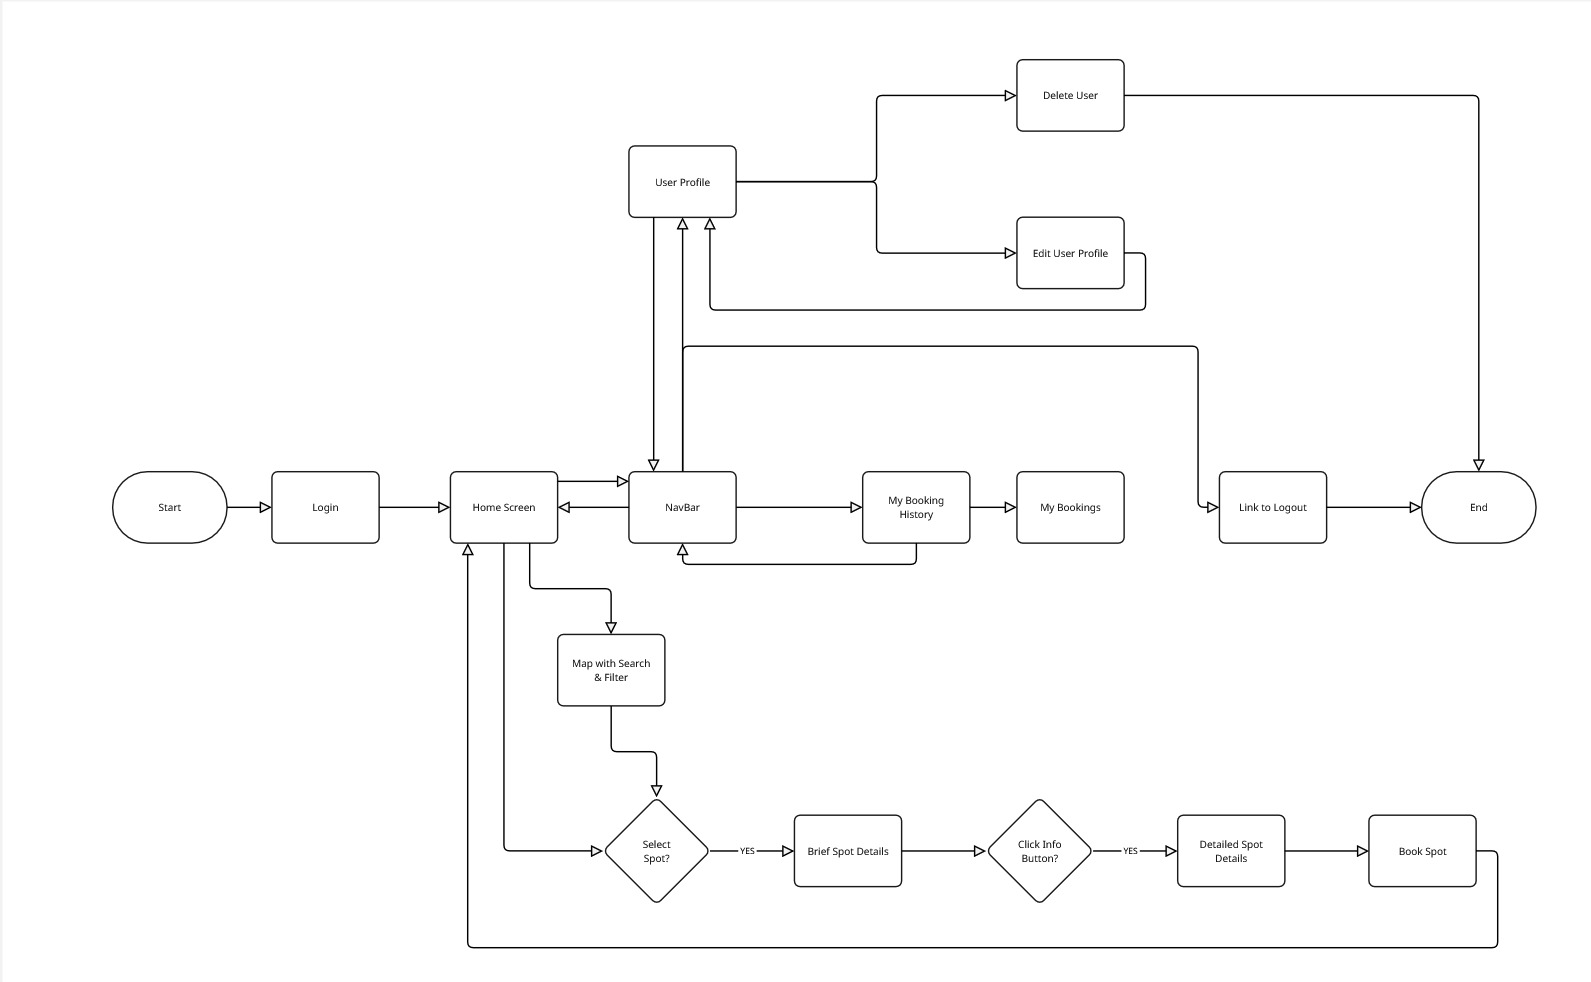 Delete User
User Profile
Edit User Profile
Start
Login
Home Screen
NavBar
My Booking
History
My Bookings
Link to Logout
End
Map with Search
& Filter
Select
Spot?
YES
Brief Spot Details
Click Info
Button?
YES
Detailed Spot
Details
Book Spot